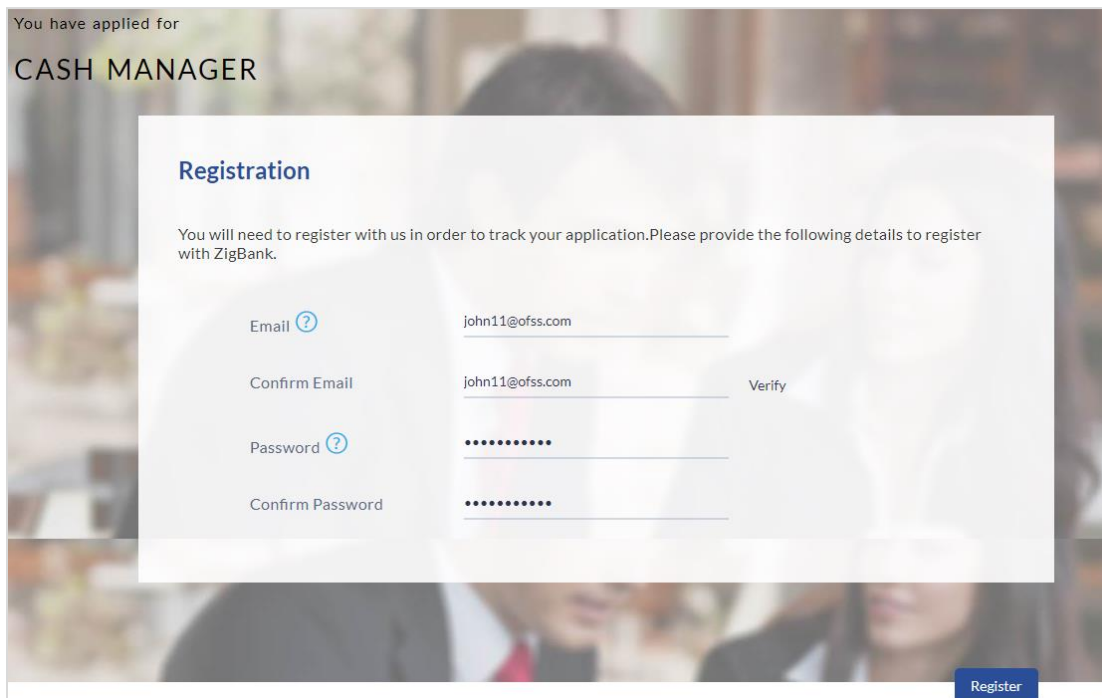 You have applied for
CASH MANAGER
Registration
You will need to register with us in order to track your application.Please provide the following details to register
with ZigBank.
Email ?
john11@ofss.com
Confirm Email
john11@ofss.com
Verify
Password ?
•••••••••••
Confirm Password
•••••••••••
Register